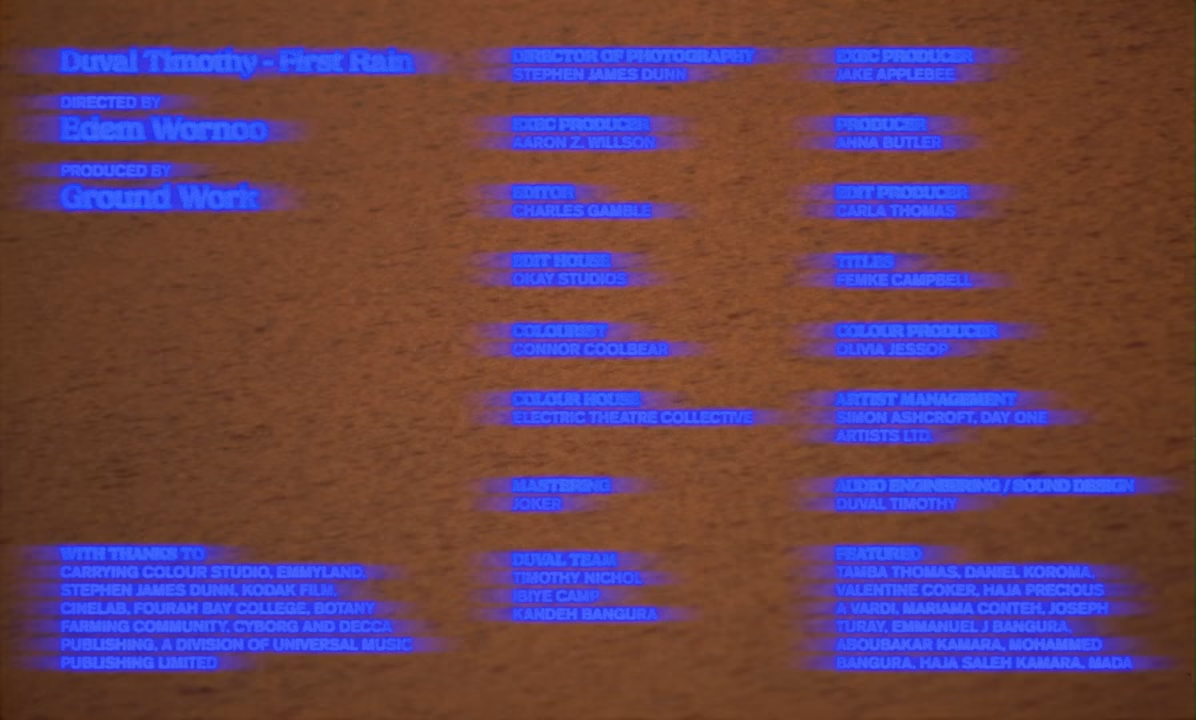 Duval Timothy - First Rain
DIRECTED BY
Edem Wornoo
PRODUCED BY
Ground Work
WITH THANKS TO
CARRYING COLOUR STUDIO, EMMYLAND,
STEPHEN JAMES DUNN, KODAK FILM,
CINELAB, FOURAH BAY COLLEGE, BOTANY
FARMING COMMUNITY, CYBORG AND DECCA
PUBLISHING, A DIVISION OF UNIVERSAL MUSIC
PUBLISHING LIMITED
DIRECTOR OF PHOTOGRAPHY
STEPHEN JAMES DUNN
EXEC PRODUCER
AARON Z. WILLSON
EDITOR
CHARLES GAMBLE
EDIT HOUSE
OKAY STUDIOS
COLOURIST
CONNOR COOLBEAR
COLOUR HOUSE
ELECTRIC THEATRE COLLECTIVE
MASTERING
JOKER
DUVAL TEAM
TIMOTHY NICHOL
IBIYE CAMP
KANDEH BANGURA
EXEC PRODUCER
JAKE APPLEBEE
PRODUCER
ANNA BUTLER
EDIT PRODUCER
CARLA THOMAS
TITLES
FEMKE CAMPBELL
COLOUR PRODUCER
OLIVIA JESSOP
ARTIST MANAGEMENT
SIMON ASHCROFT, DAY ONE
ARTISTS LTD.
AUDIO ENGINEERING / SOUND DESIGN
DUVAL TIMOTHY
FEATURED
TAMBA THOMAS, DANIEL KOROMA,
VALENTINE COKER, HAJA PRECIOUS
A VARDI, MARIAMA CONTEH, JOSEPH
TURAY, EMMANUEL J BANGURA,
ABOUBAKAR KAMARA, MOHAMMED
BANGURA, HAJA SALEH KAMARA, MADA